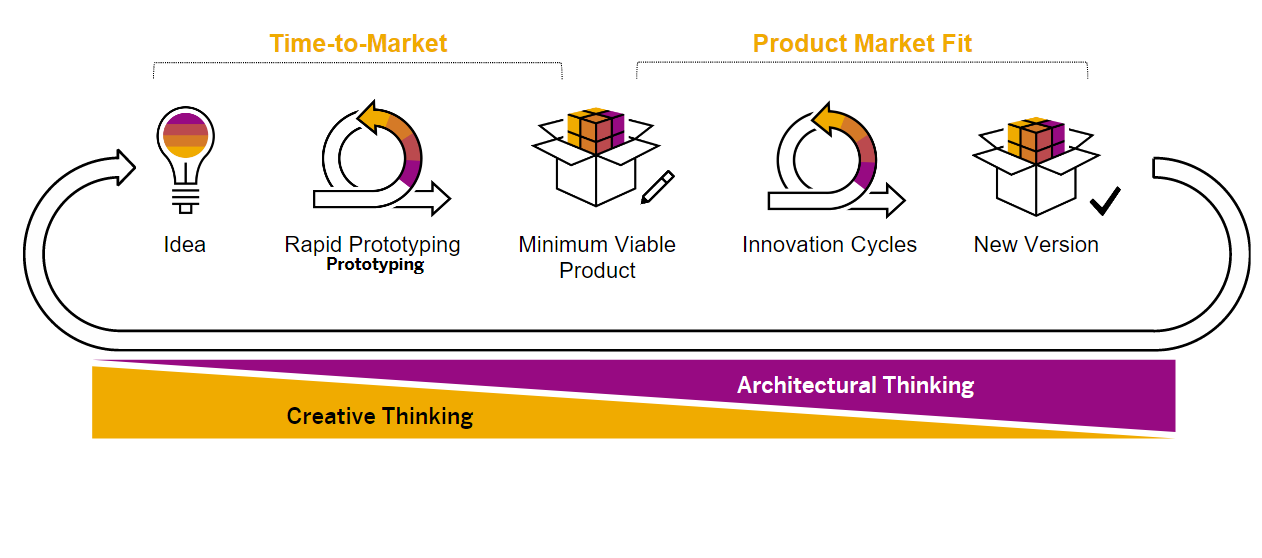 Time-to-Market
Product Market Fit
Idea
Rapid Prototyping
Prototyping
Minimum Viable
Product
Innovation Cycles
New Version
Architectural Thinking
Creative Thinking